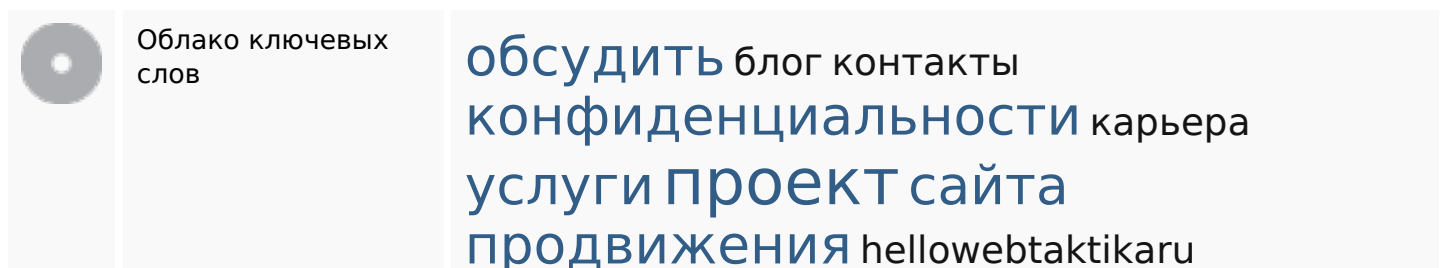 Облако ключевых
слов
обсудить блог контакты
конфиденциальности карьера
услуги проект сайта
продвижения hellowebtaktikaru